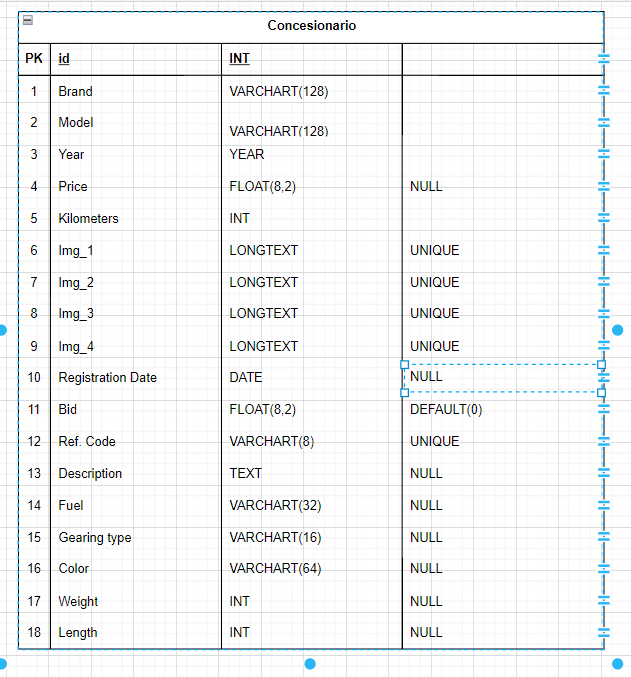 Concesionario
PK id INT
1 Brand VARCHART(128)
2 Model VARCHART(128)
3 Year YEAR
4 Price FLOAT(8,2) NULL
5 Kilometers INT
6 Img_1 LONGTEXT UNIQUE
7 Img_2 LONGTEXT UNIQUE
8 Img_3 LONGTEXT UNIQUE
9 Img_4 LONGTEXT UNIQUE
10 Registration Date DATE NULL
11 Bid FLOAT(8,2) DEFAULT(0)
12 Ref. Code VARCHART(8) UNIQUE
13 Description TEXT NULL
14 Fuel VARCHART(32) NULL
15 Gearing type VARCHART(16) NULL
16 Color VARCHART(64) NULL
17 Weight INT NULL
18 Length INT NULL